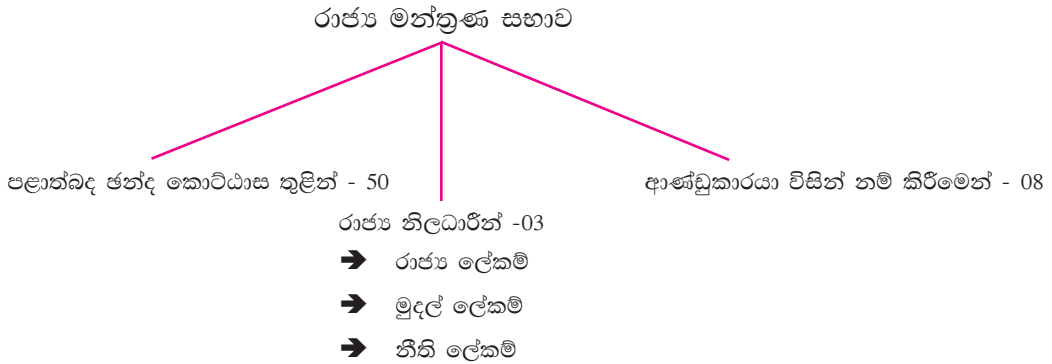 රාජ්‍ය මන්ත්‍රණ සභාව
පළාත්බද ඡන්ද කොට්ඨාස තුළින් - 50
ආණ්ඩුකාරයා විසින් නම් කිරීමෙන් - 08
රාජ්‍ය නිලධාරීන් -03
➔ රාජ්‍ය ලේකම්
➔ මුදල් ලේකම්
➔ නීති ලේකම්